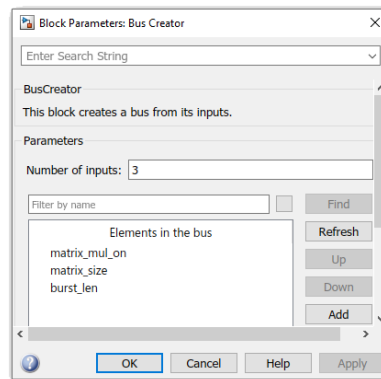 Block Parameters: Bus Creator
Enter Search String
BusCreator
This block creates a bus from its inputs.
Parameters
Number of inputs: 3
Filter by name
Find
Elements in the bus
Refresh
matrix_mul_on
matrix_size
Up
burst_len
Down
Add
OK Cancel Help Apply